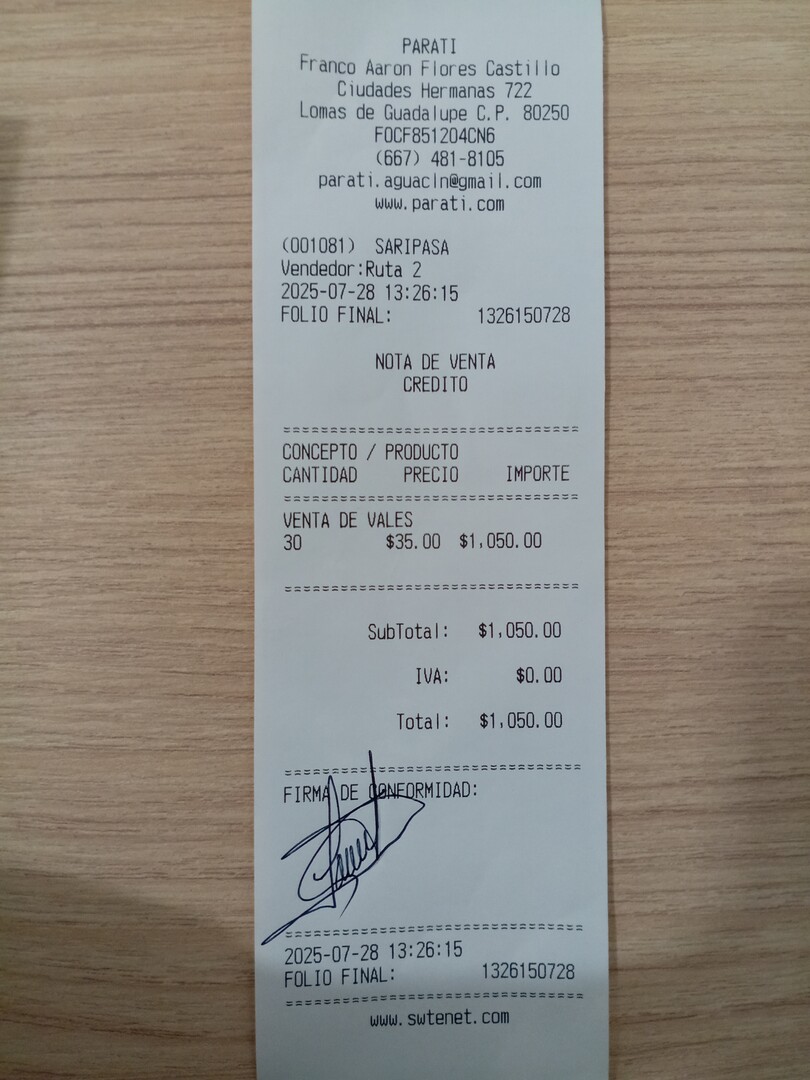 PARATI
Franco Aaron Flores Castillo
Ciudades Hermanas 722
Lomas de Guadalupe C.P. 80250
FOCF851204CN6
(667) 481-8105
parati.aguacln@gmail.com
www.parati.com
(001081) SARIPASA
Vendedor:Ruta 2
2025-07-28 13:26:15
FOLIO FINAL: 1326150728
NOTA DE VENTA
CREDITO
================================
CONCEPTO / PRODUCTO
CANTIDAD PRECIO IMPORTE
================================
VENTA DE VALES
30 $35.00 $1,050.00
================================
SubTotal: $1,050.00
IVA: $0.00
Total: $1,050.00
================================
FIRMA DE CONFORMIDAD:
================================
2025-07-28 13:26:15
FOLIO FINAL: 1326150728
================================
www.swtenet.com